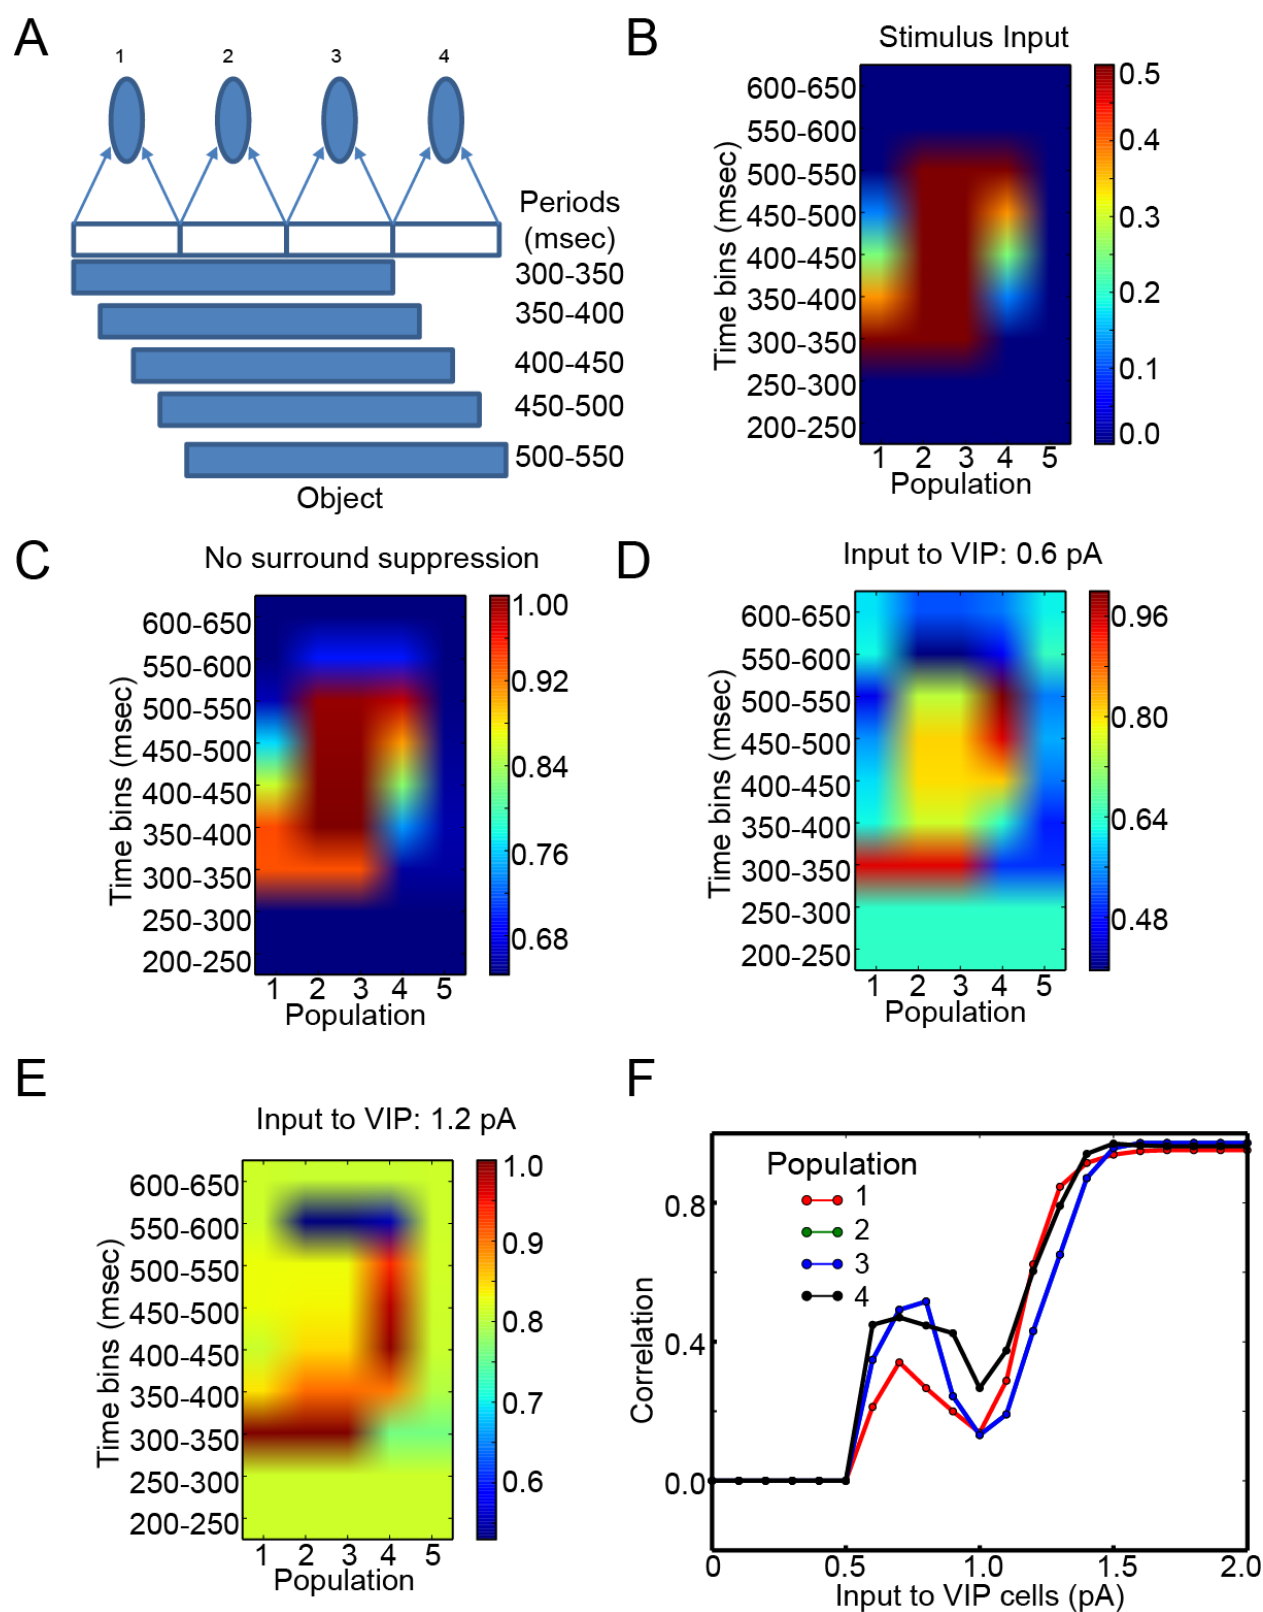 A
1 2 3 4
Periods
(msec)
300-350
350-400
400-450
450-500
500-550
Object
B
Stimulus Input
Time bins (msec)
600-650
550-600
500-550
450-500
400-450
350-400
300-350
250-300
200-250
1 2 3 4 5
Population
0.5
0.4
0.3
0.2
0.1
0.0
C
No surround suppression
Time bins (msec)
600-650
550-600
500-550
450-500
400-450
350-400
300-350
250-300
200-250
1 2 3 4 5
Population
1.00
0.92
0.84
0.76
0.68
D
Input to VIP: 0.6 pA
Time bins (msec)
600-650
550-600
500-550
450-500
400-450
350-400
300-350
250-300
200-250
1 2 3 4 5
Population
0.96
0.80
0.64
0.48
E
Input to VIP: 1.2 pA
Time bins (msec)
600-650
550-600
500-550
450-500
400-450
350-400
300-350
250-300
200-250
1 2 3 4 5
Population
1.0
0.9
0.8
0.7
0.6
F
Correlation
0.8
0.4
0.0
Population
1
2
3
4
0 0.5 1.0 1.5 2.0
Input to VIP cells (pA)